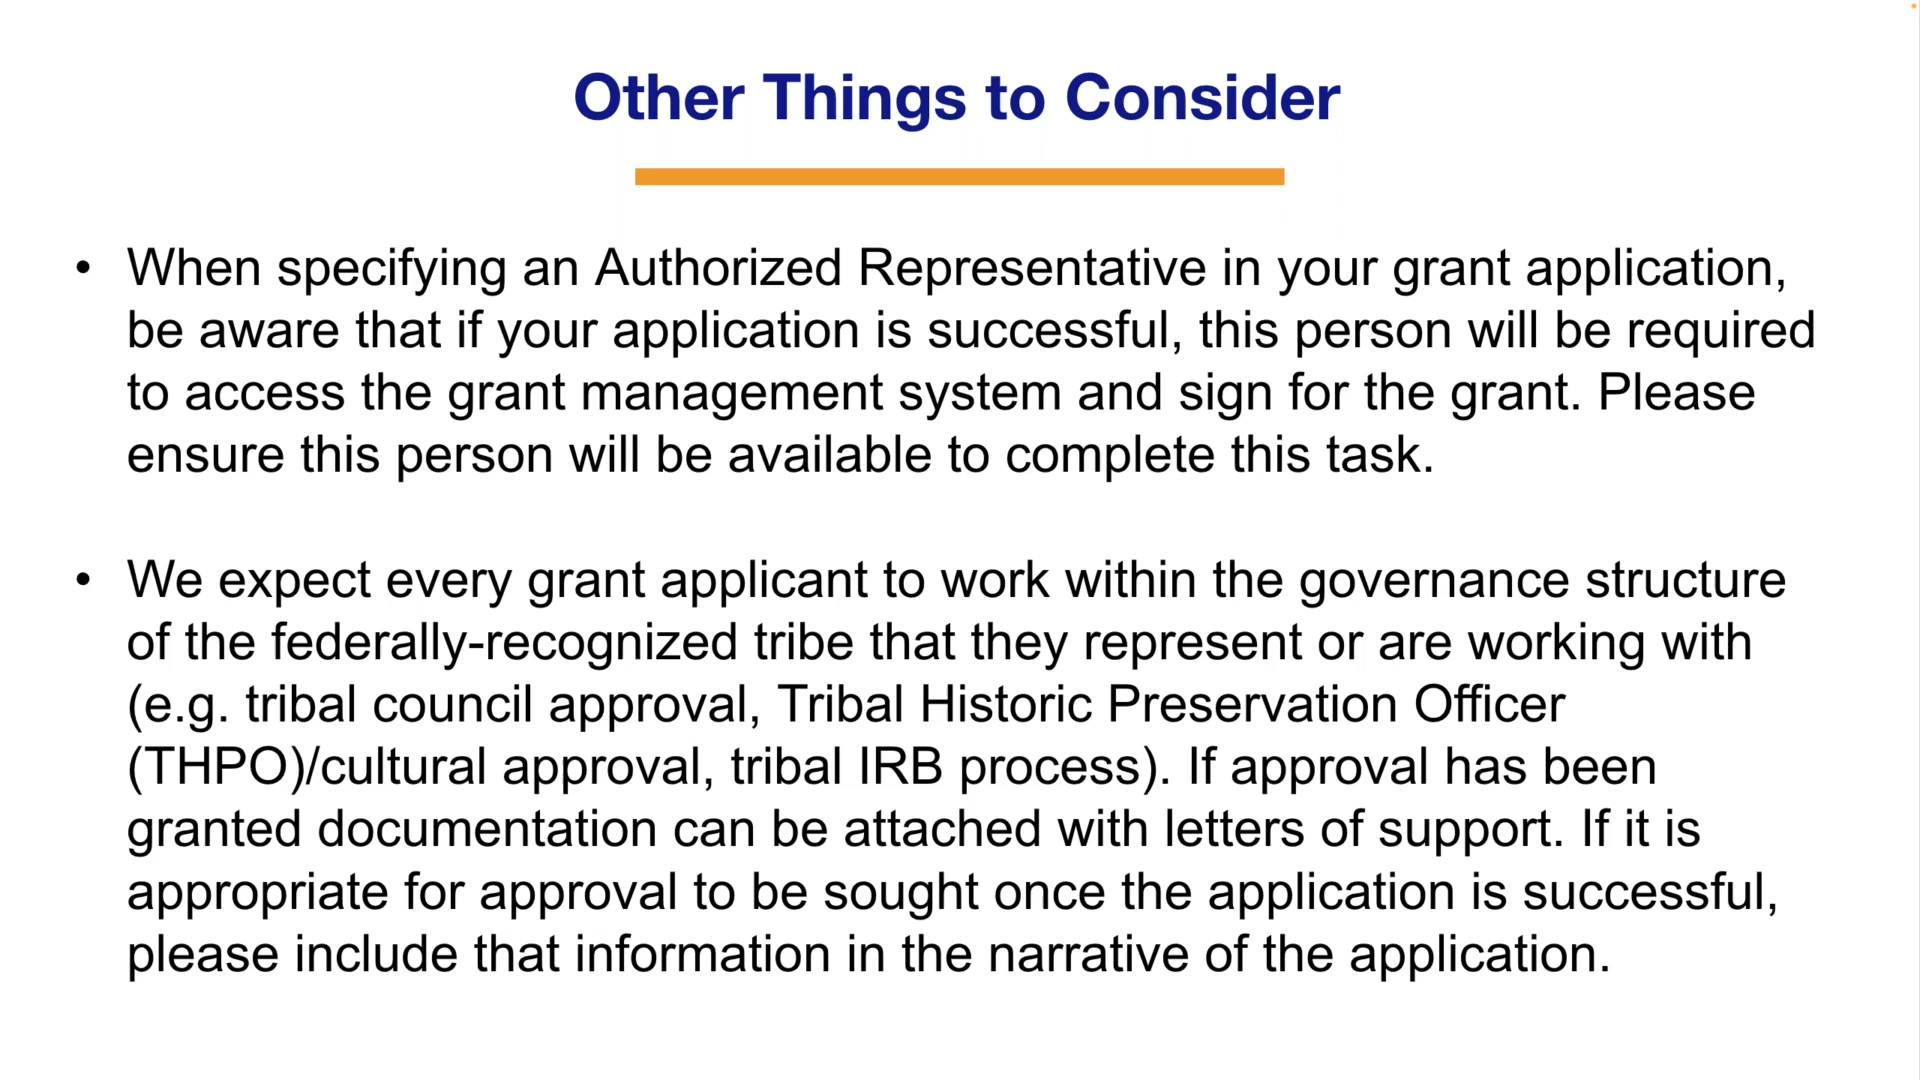 Other Things to Consider
• When specifying an Authorized Representative in your grant application,
be aware that if your application is successful, this person will be required
to access the grant management system and sign for the grant. Please
ensure this person will be available to complete this task.
• We expect every grant applicant to work within the governance structure
of the federally-recognized tribe that they represent or are working with
(e.g. tribal council approval, Tribal Historic Preservation Officer
(THPO)/cultural approval, tribal IRB process). If approval has been
granted documentation can be attached with letters of support. If it is
appropriate for approval to be sought once the application is successful,
please include that information in the narrative of the application.